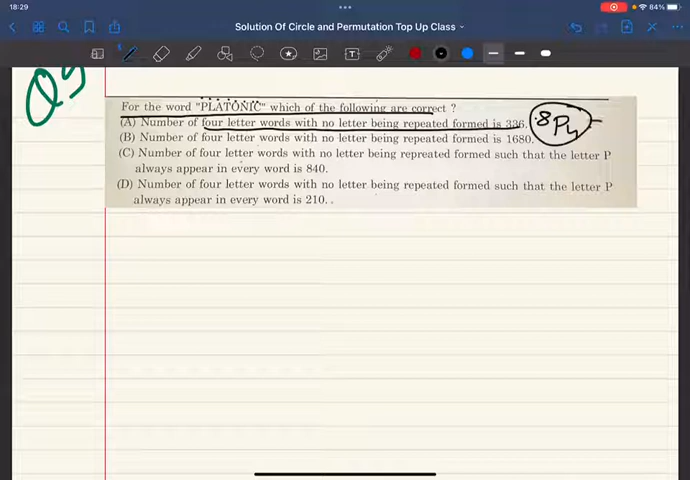 18:29
84%
Solution Of Circle and Permutation Top Up Class
Q9
For the word "PLATONIC" which of the following are correct ?
(A) Number of four letter words with no letter being repeated formed is 336.
8P4
(B) Number of four letter words with no letter being repeated formed is 1680.
(C) Number of four letter words with no letter being repreated formed such that the letter P
always appear in every word is 840.
(D) Number of four letter words with no letter being repeated formed such that the letter P
always appear in every word is 210.